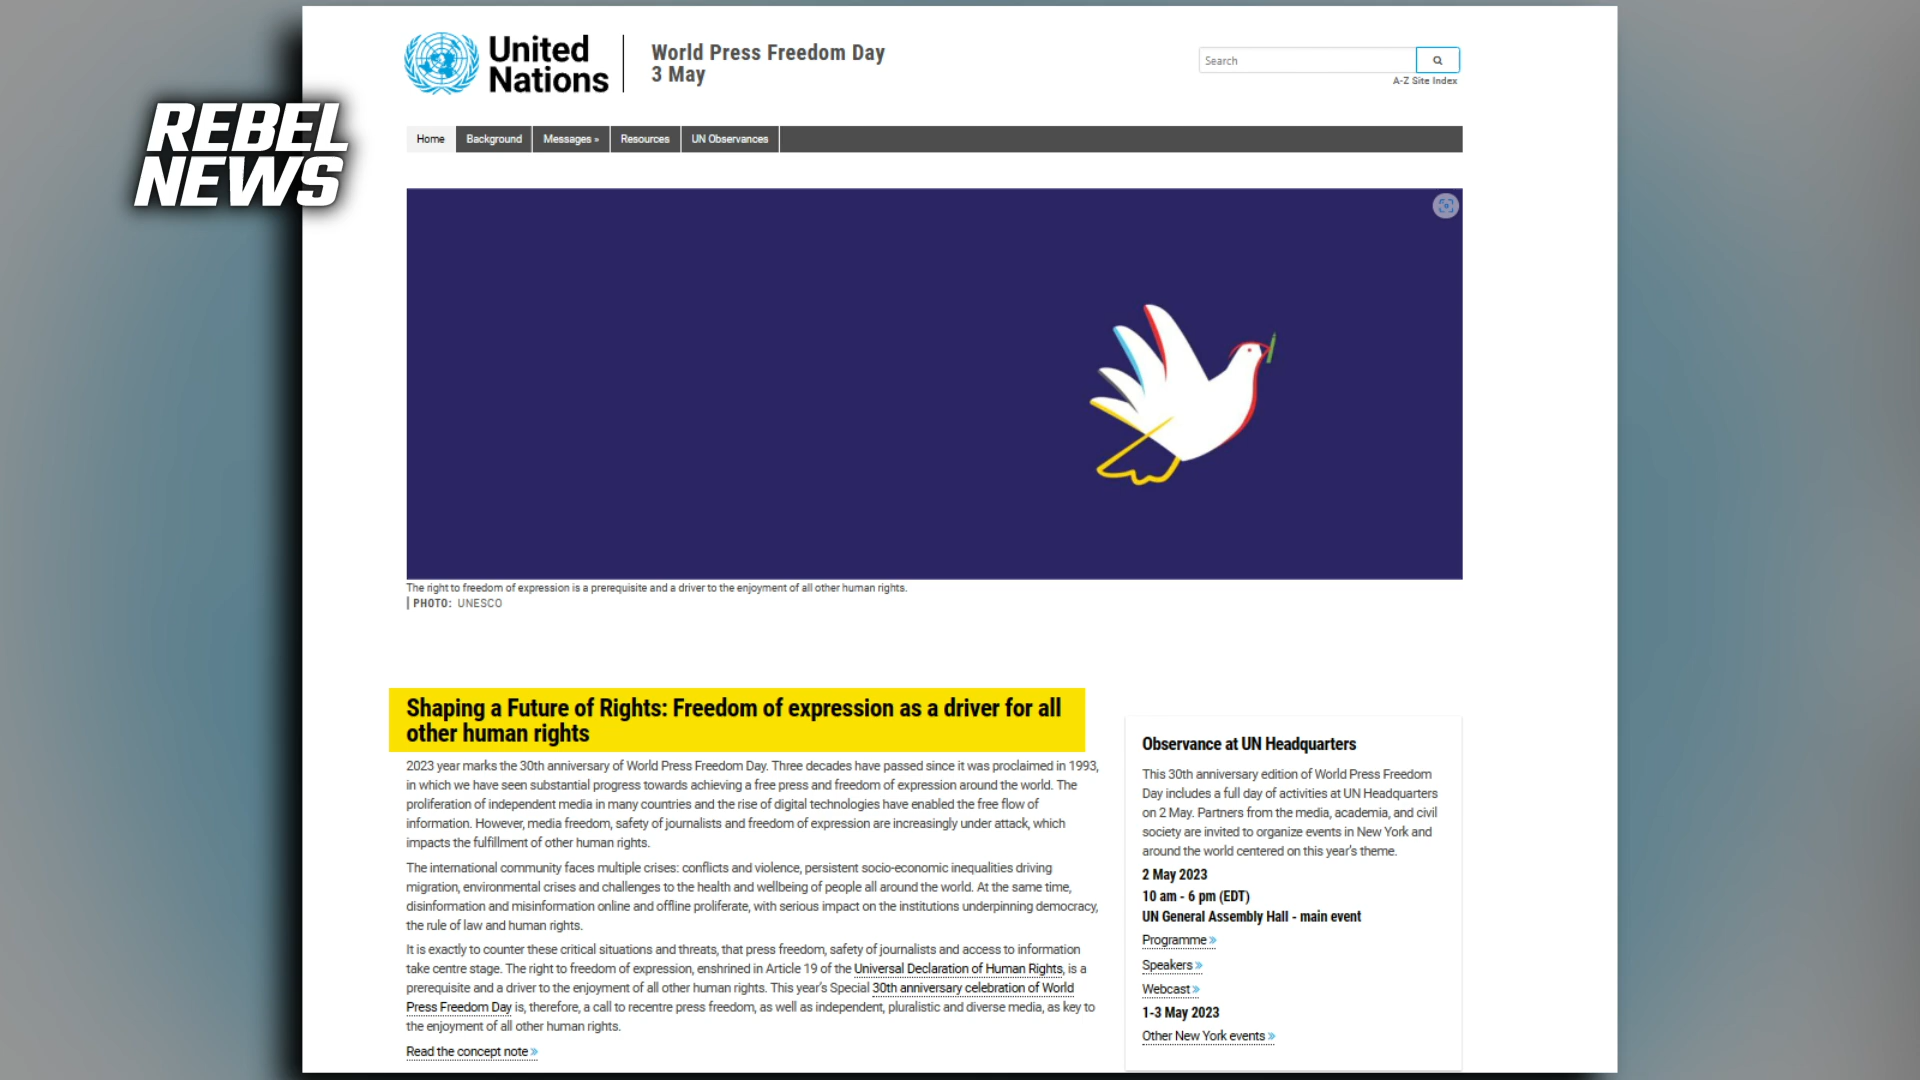 REBEL
NEWS
United
Nations
World Press Freedom Day
3 May
Search
A-Z Site Index
Home
Background
Messages »
Resources
UN Observances
The right to freedom of expression is a prerequisite and a driver to the enjoyment of all other human rights.
PHOTO: UNESCO
Shaping a Future of Rights: Freedom of expression as a driver for all
other human rights
2023 year marks the 30th anniversary of World Press Freedom Day. Three decades have passed since it was proclaimed in 1993,
in which we have seen substantial progress towards achieving a free press and freedom of expression around the world. The
proliferation of independent media in many countries and the rise of digital technologies have enabled the free flow of
information. However, media freedom, safety of journalists and freedom of expression are increasingly under attack, which
impacts the fulfillment of other human rights.
The international community faces multiple crises: conflicts and violence, persistent socio-economic inequalities driving
migration, environmental crises and challenges to the health and wellbeing of people all around the world. At the same time,
disinformation and misinformation online and offline proliferate, with serious impact on the institutions underpinning democracy,
the rule of law and human rights.
It is exactly to counter these critical situations and threats, that press freedom, safety of journalists and access to information
take centre stage. The right to freedom of expression, enshrined in Article 19 of the Universal Declaration of Human Rights, is a
prerequisite and a driver to the enjoyment of all other human rights. This year's Special 30th anniversary celebration of World
Press Freedom Day is, therefore, a call to recentre press freedom, as well as independent, pluralistic and diverse media, as key to
the enjoyment of all other human rights.
Read the concept note »
Observance at UN Headquarters
This 30th anniversary edition of World Press Freedom
Day includes a full day of activities at UN Headquarters
on 2 May. Partners from the media, academia, and civil
society are invited to organize events in New York and
around the world centered on this year's theme.
2 May 2023
10 am - 6 pm (EDT)
UN General Assembly Hall - main event
Programme »
Speakers »
Webcast »
1-3 May 2023
Other New York events »